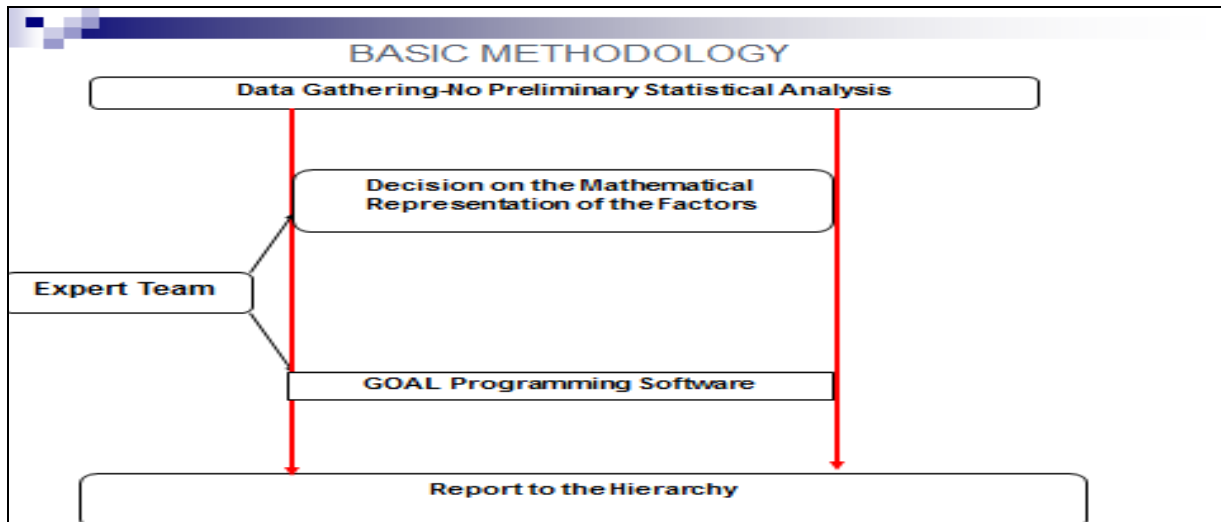 BASIC METHODOLOGY
Data Gathering-No Preliminary Statistical Analysis
Decision on the Mathematical
Representation of the Factors
Expert Team
GOAL Programming Software
Report to the Hierarchy